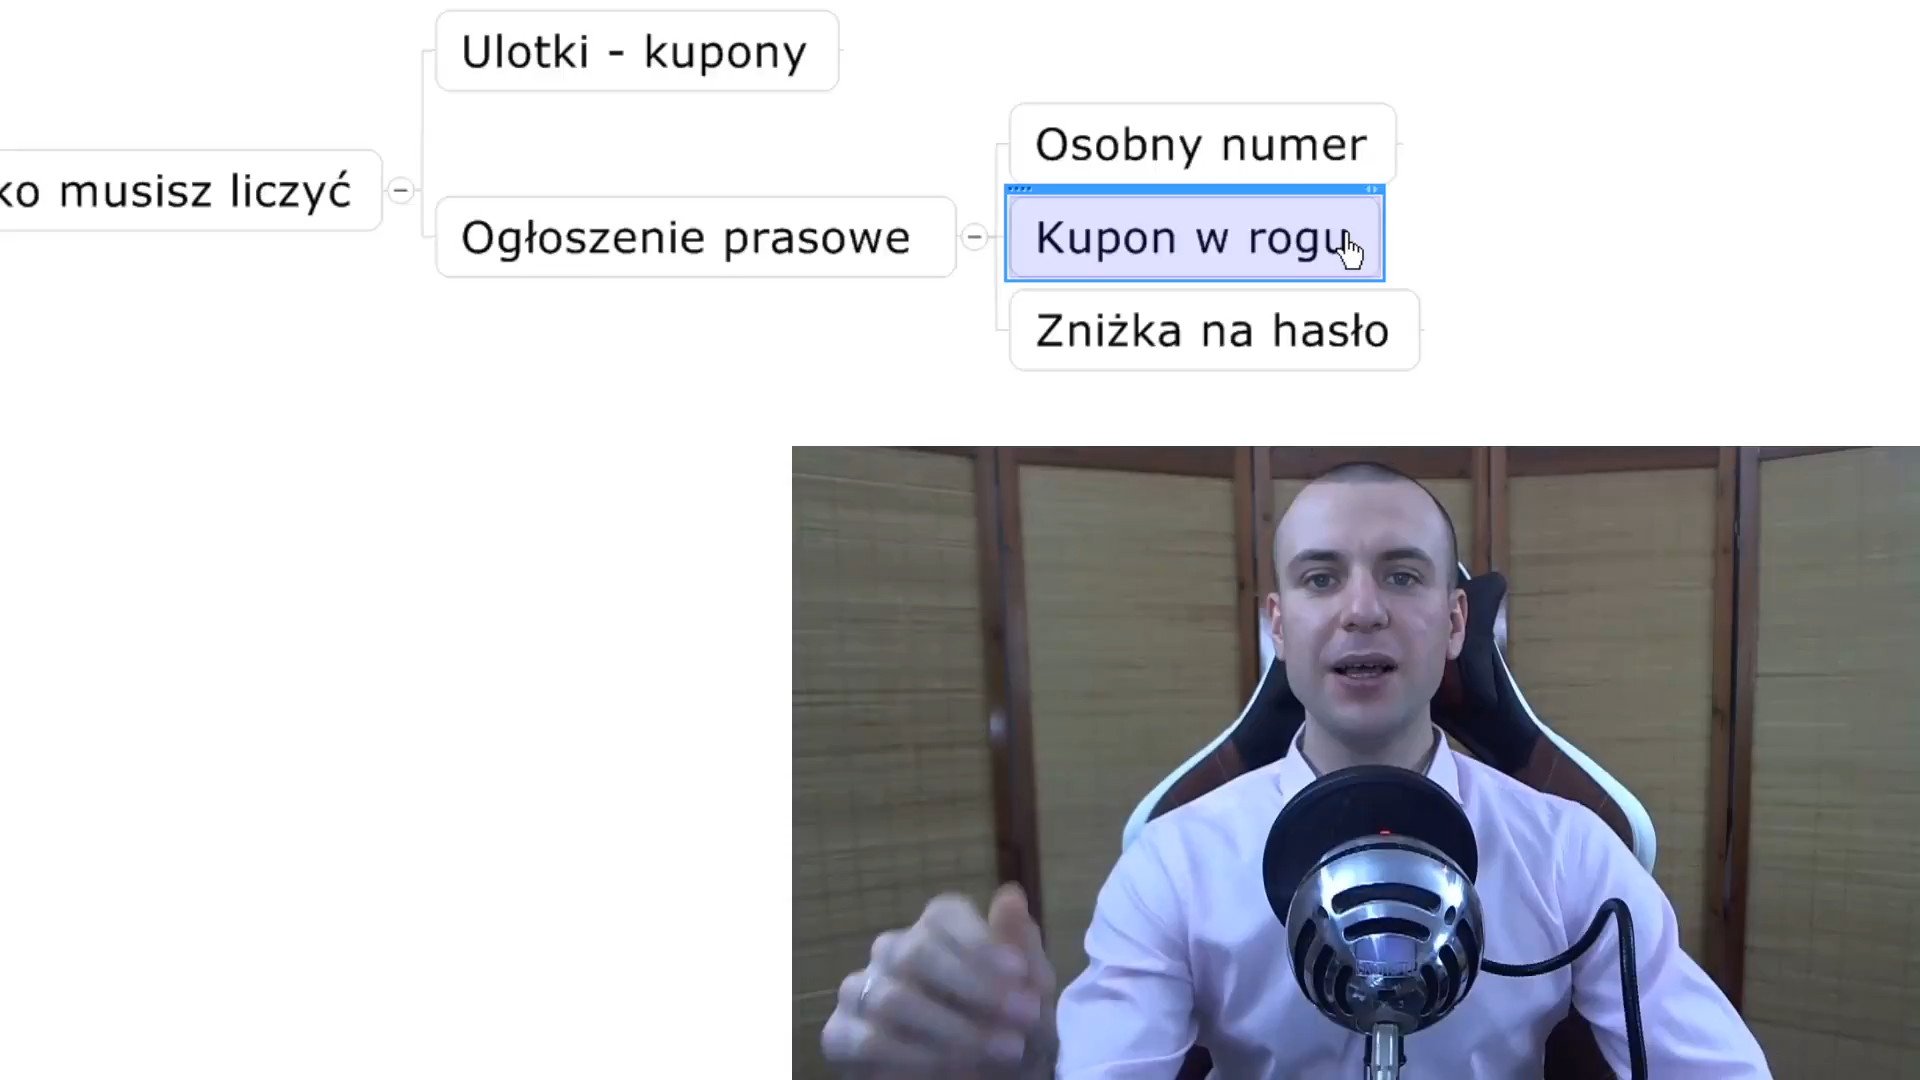 Ulotki - kupony
Osobny numer
ko musisz liczyć
Ogłoszenie prasowe
Kupon w rogu
Zniżka na hasło